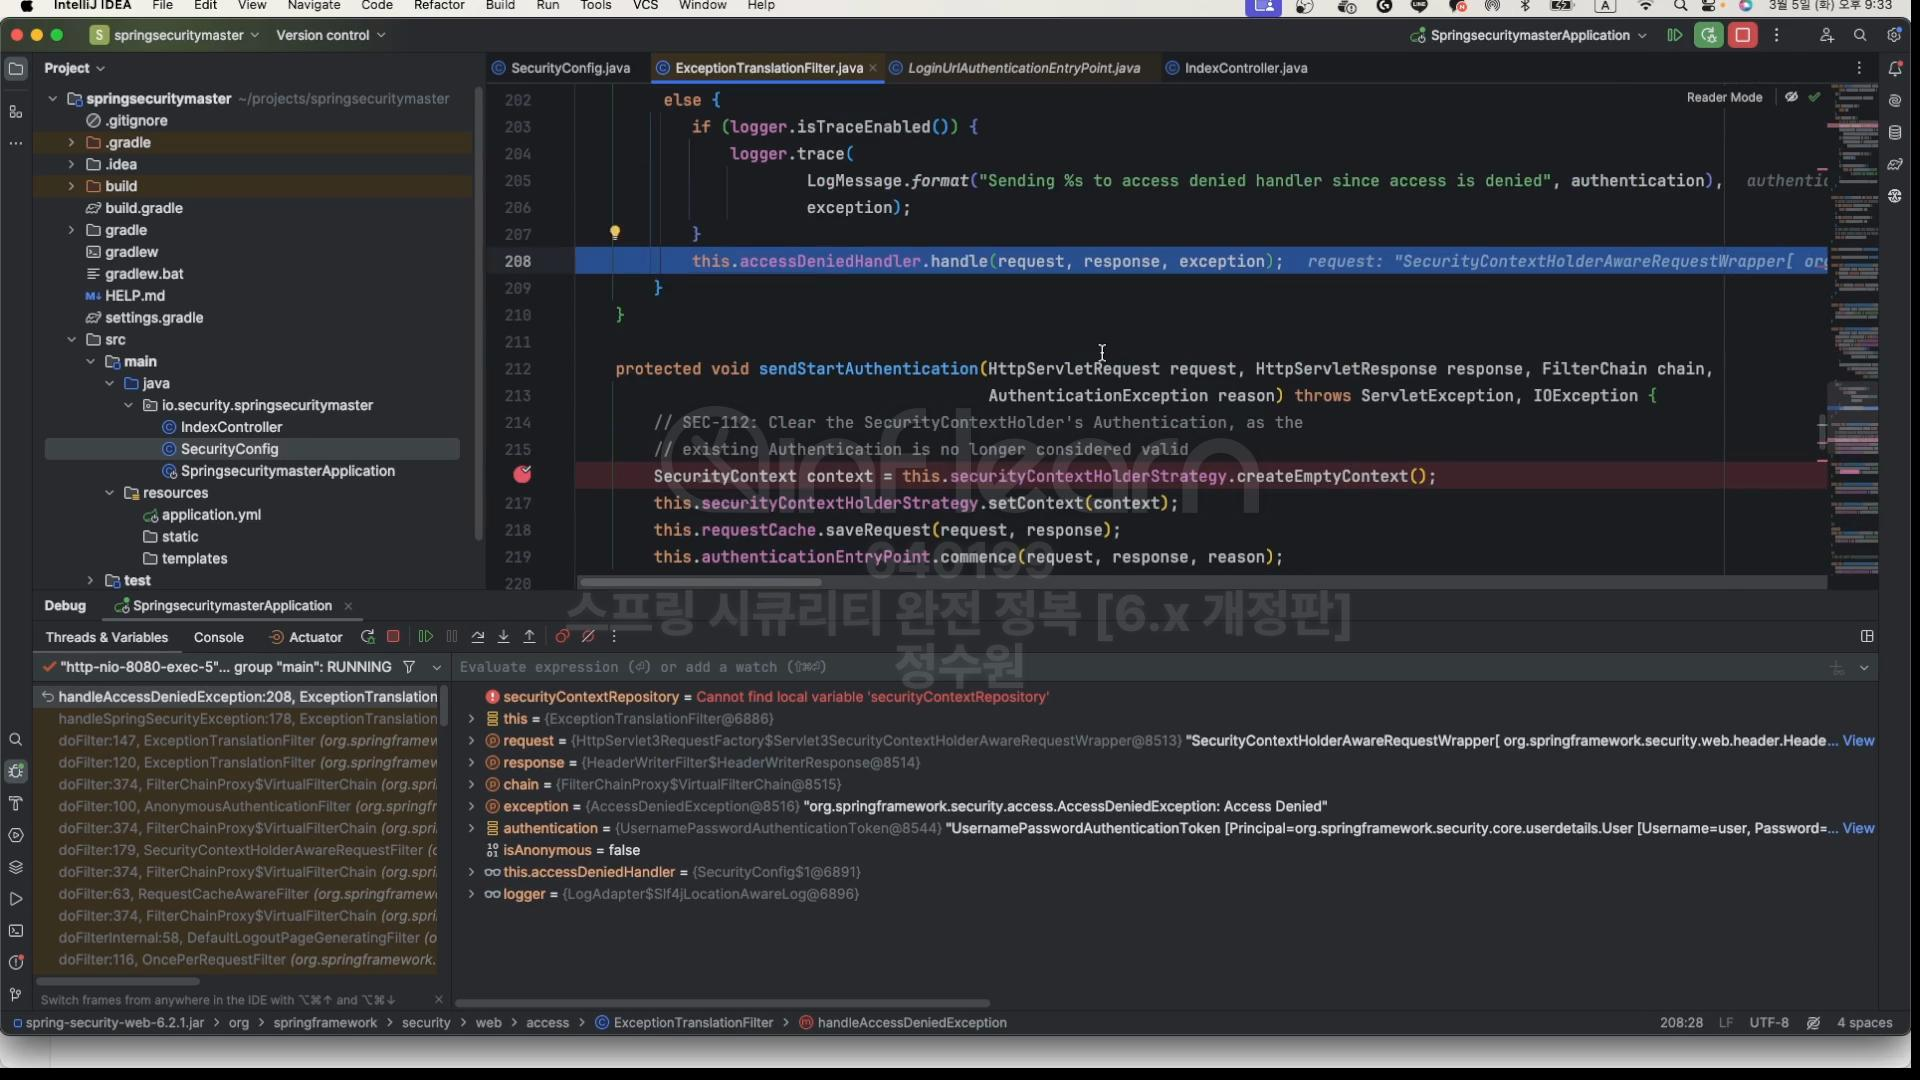 IntelliJ IDEA File Edit View Navigate Code Refactor Build Run Tools VCS Window Help
3월 5일 (화) 오후 9:33
S springsecuritymaster Version control
SpringsecuritymasterApplication
Project
SecurityConfig.java ExceptionTranslationFilter.java LoginUrlAuthenticationEntryPoint.java IndexController.java
springsecuritymaster ~/projects/springsecuritymaster
.gitignore
.gradle
.idea
build
build.gradle
gradle
gradlew
gradlew.bat
HELP.md
settings.gradle
src
main
java
io.security.springsecuritymaster
IndexController
SecurityConfig
SpringsecuritymasterApplication
resources
application.yml
static
templates
test
Reader Mode
202 else {
203 if (logger.isTraceEnabled()) {
204 logger.trace(
205 LogMessage.format("Sending %s to access denied handler since access is denied", authentication),
206 exception);
207 }
208 this.accessDeniedHandler.handle(request, response, exception); request: "SecurityContextHolderAwareRequestWrapper[
209 }
210 }
211
212 protected void sendStartAuthentication(HttpServletRequest request, HttpServletResponse response, FilterChain chain,
213 AuthenticationException reason) throws ServletException, IOException {
214 // SEC-112: Clear the SecurityContextHolder's Authentication, as the
215 // existing Authentication is no longer considered valid
SecurityContext context = this.securityContextHolderStrategy.createEmptyContext();
217 this.securityContextHolderStrategy.setContext(context);
218 this.requestCache.saveRequest(request, response);
219 this.authenticationEntryPoint.commence(request, response, reason);
220
inflearn
스프링 시큐리티 완전 정복 [6.x 개정판]
정수원
Debug SpringsecuritymasterApplication
Threads & Variables Console Actuator
"http-nio-8080-exec-5"... group "main": RUNNING
Evaluate expression (⏎) or add a watch (⇧⌘⏎)
handleAccessDeniedException:208, ExceptionTranslation
handleSpringSecurityException:178, ExceptionTranslation
doFilter:147, ExceptionTranslationFilter (org.springframew
doFilter:120, ExceptionTranslationFilter (org.springframew
doFilter:374, FilterChainProxy$VirtualFilterChain (org.spri
doFilter:100, AnonymousAuthenticationFilter (org.springfr
doFilter:374, FilterChainProxy$VirtualFilterChain (org.spri
doFilter:179, SecurityContextHolderAwareRequestFilter (c
doFilter:374, FilterChainProxy$VirtualFilterChain (org.spri
doFilter:63, RequestCacheAwareFilter (org.springframew
doFilter:374, FilterChainProxy$VirtualFilterChain (org.spri
doFilterInternal:58, DefaultLogoutPageGeneratingFilter (o
doFilter:116, OncePerRequestFilter (org.springframework.
securityContextRepository = Cannot find local variable 'securityContextRepository'
this = {ExceptionTranslationFilter@6886}
request = {HttpServlet3RequestFactory$Servlet3SecurityContextHolderAwareRequestWrapper@8513} "SecurityContextHolderAwareRequestWrapper[ org.springframework.security.web.header.Heade... View
response = {HeaderWriterFilter$HeaderWriterResponse@8514}
chain = {FilterChainProxy$VirtualFilterChain@8515}
exception = {AccessDeniedException@8516} "org.springframework.security.access.AccessDeniedException: Access Denied"
authentication = {UsernamePasswordAuthenticationToken@8544} "UsernamePasswordAuthenticationToken [Principal=org.springframework.security.core.userdetails.User [Username=user, Password=... View
isAnonymous = false
this.accessDeniedHandler = {SecurityConfig$1@6891}
logger = {LogAdapter$Slf4jLocationAwareLog@6896}
Switch frames from anywhere in the IDE with ⌥⌘↑ and ⌥⌘↓
spring-security-web-6.2.1.jar > org > springframework > security > web > access > ExceptionTranslationFilter > handleAccessDeniedException
208:28 LF UTF-8 4 spaces